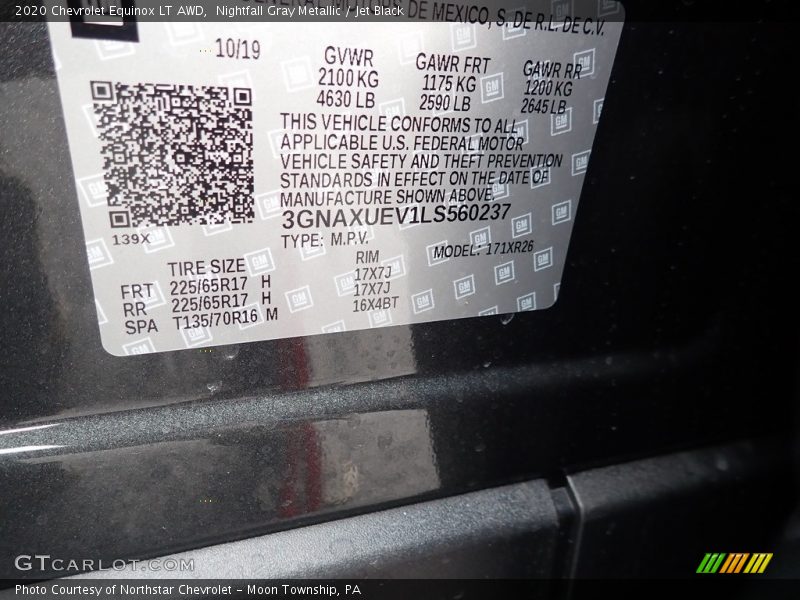 2020 Chevrolet Equinox LT AWD, Nightfall Gray Metallic / Jet Black
GENERAL MOTORS DE MEXICO, S. DE R.L. DE C.V.
10/19
GVWR
2100 KG
4630 LB
GAWR FRT
1175 KG
2590 LB
GAWR RR
1200 KG
2645 LB
THIS VEHICLE CONFORMS TO ALL
APPLICABLE U.S. FEDERAL MOTOR
VEHICLE SAFETY AND THEFT PREVENTION
STANDARDS IN EFFECT ON THE DATE OF
MANUFACTURE SHOWN ABOVE.
3GNAXUEV1LS560237
139X
TYPE: M.P.V.
MODEL: 171XR26
TIRE SIZE RIM
FRT 225/65R17 H 17X7J
RR 225/65R17 H 17X7J
SPA T135/70R16 M 16X4BT
GTCARLOT.COM
Photo Courtesy of Northstar Chevrolet - Moon Township, PA